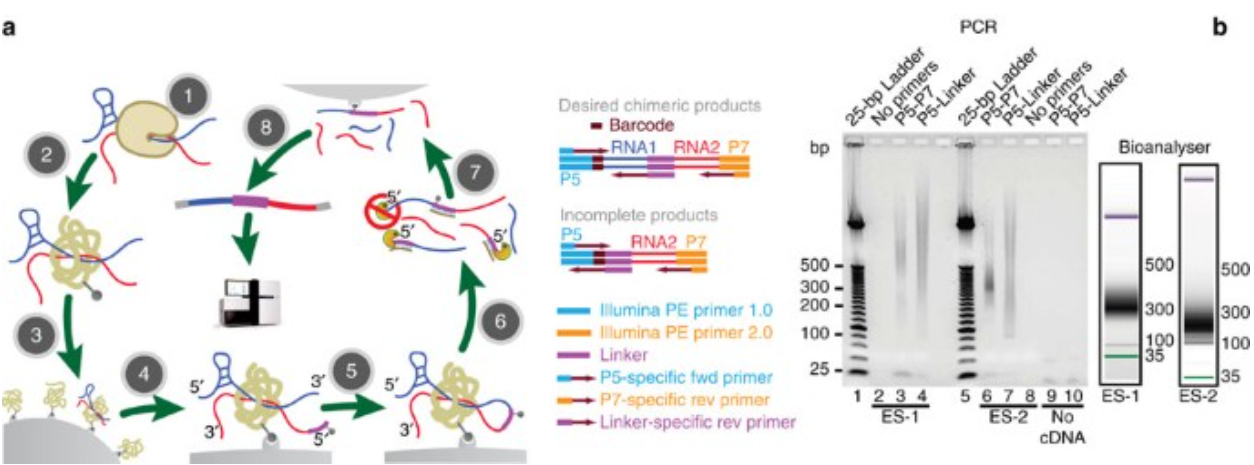 a
1
2
3
4
5
6
7
8
5′
5′
5′
5′
3′
3′
5′
5′
3′
Desired chimeric products
Barcode
RNA1 RNA2 P7
P5
Incomplete products
P5
RNA2 P7
Illumina PE primer 1.0
Illumina PE primer 2.0
Linker
P5-specific fwd primer
P7-specific rev primer
Linker-specific rev primer
PCR
b
25-bp Ladder
No primers
P5-P7
P5-Linker
25-bp Ladder
P5-P7
P5-Linker
No primers
P5-P7
P5-Linker
bp
500
300
200
100
25
1 2 3 4 5 6 7 8 9 10
ES-1 ES-2 No
cDNA
Bioanalyser
500
300
100
35
ES-1
500
300
100
35
ES-2